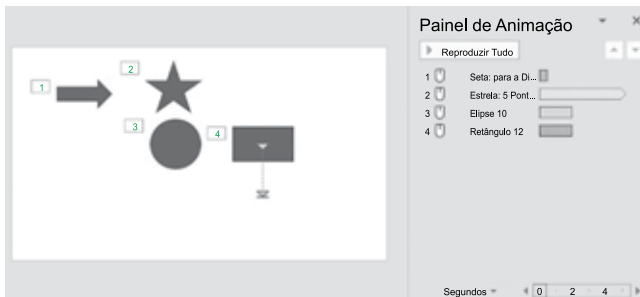 Painel de Animação
Reproduzir Tudo
1 Seta: para a Di...
2 Estrela: 5 Pont...
3 Elipse 10
4 Retângulo 12
1
2
3
4
Segundos 0 2 4